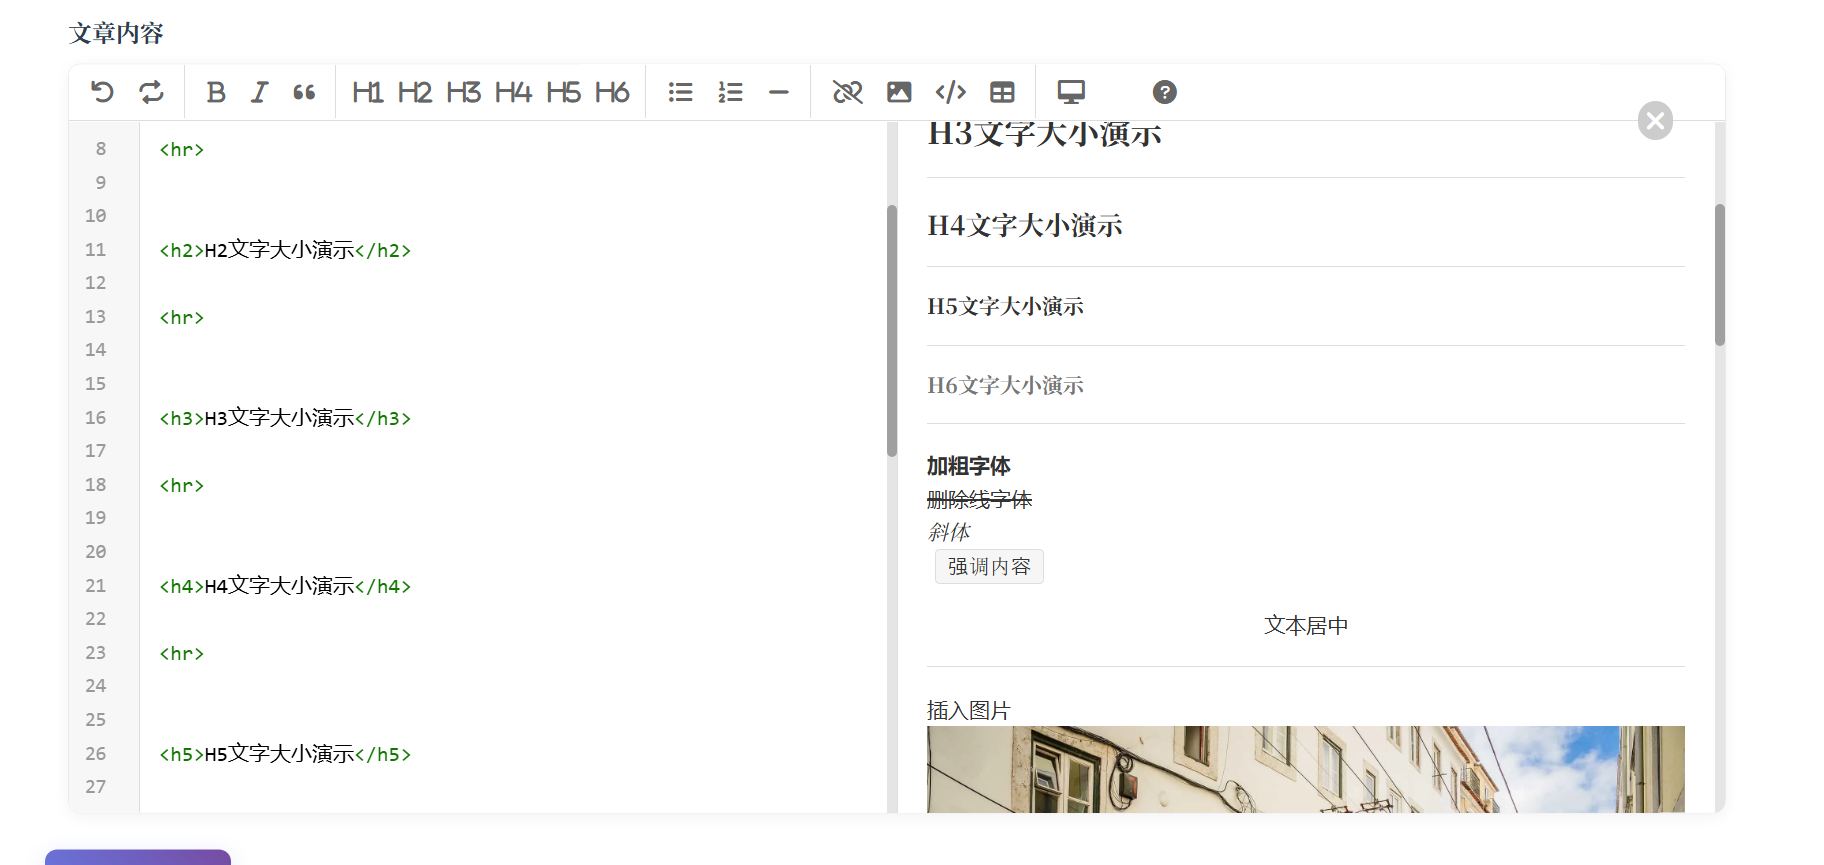 文章内容
B I H1 H2 H3 H4 H5 H6
8 <hr>
9
10
11 <h2>H2文字大小演示</h2>
12
13 <hr>
14
15
16 <h3>H3文字大小演示</h3>
17
18 <hr>
19
20
21 <h4>H4文字大小演示</h4>
22
23 <hr>
24
25
26 <h5>H5文字大小演示</h5>
27
H3文字大小演示
H4文字大小演示
H5文字大小演示
H6文字大小演示
加粗字体
删除线字体
斜体
强调内容
文本居中
插入图片